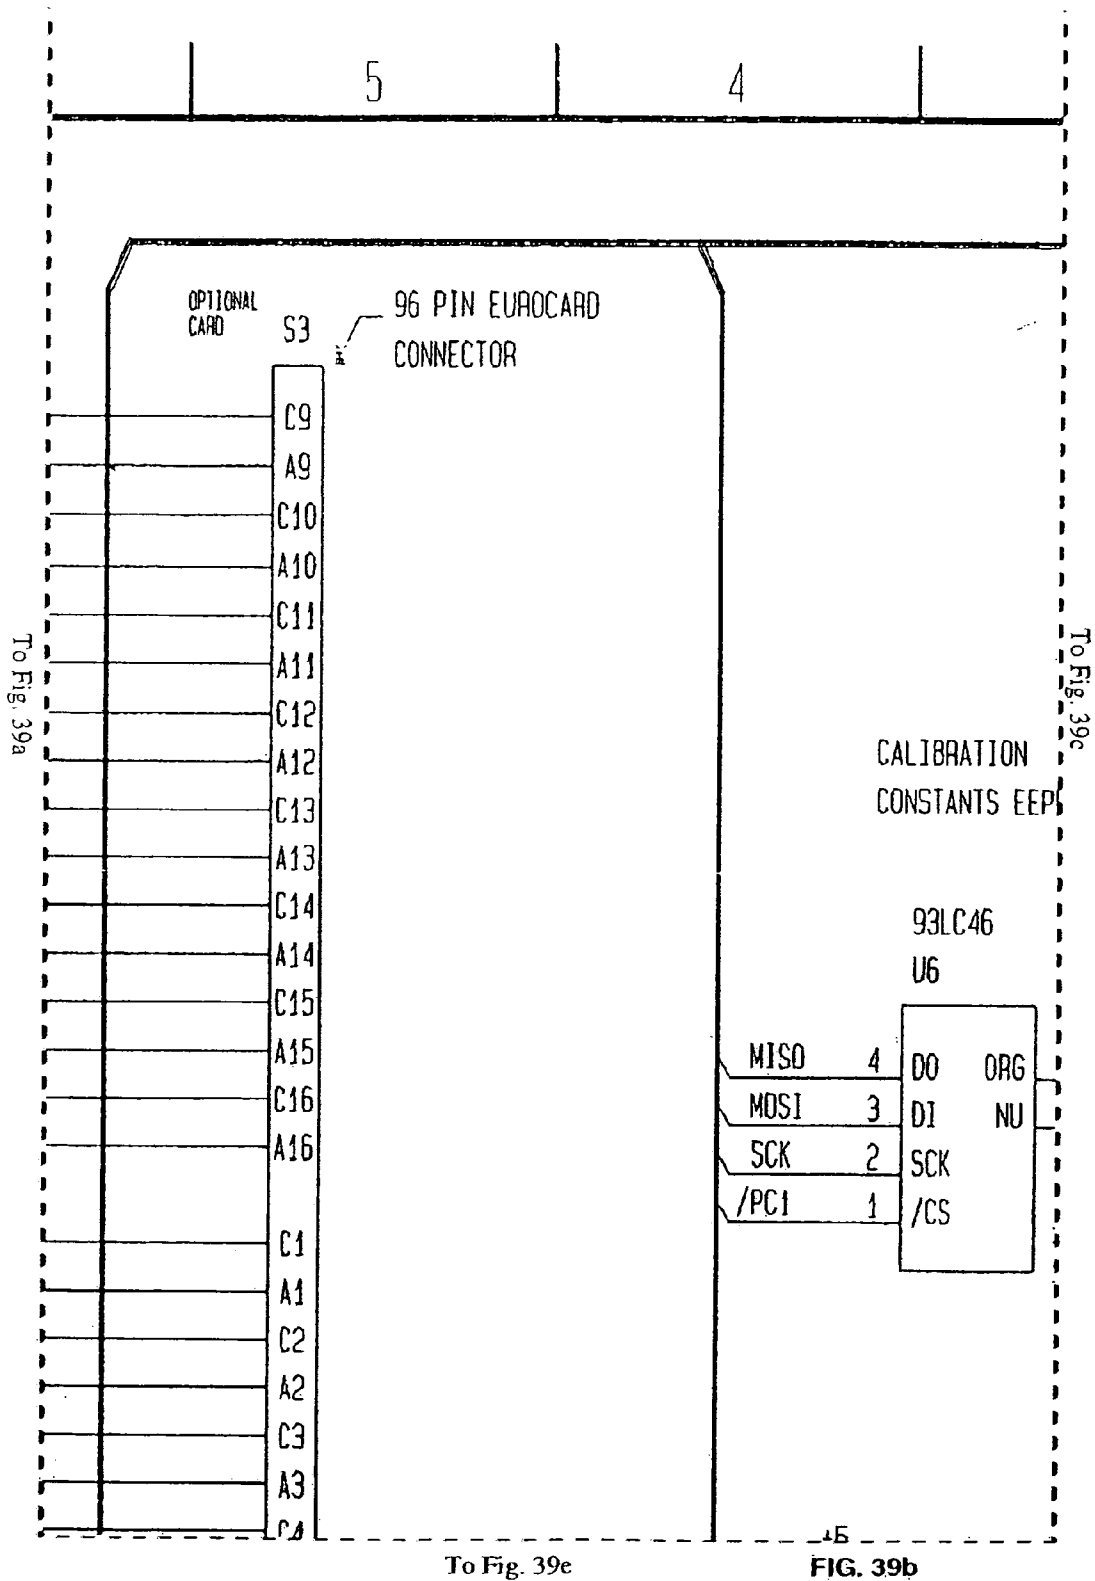 5 4
OPTIONAL
CARD
S3
96 PIN EUROCARD
CONNECTOR
C9
A9
C10
A10
C11
A11
C12
A12
C13
A13
C14
A14
C15
A15
C16
A16
C1
A1
C2
A2
C3
A3
C4
To Fig. 39a
To Fig. 39c
CALIBRATION
CONSTANTS EEP
93LC46
U6
MISO 4 DO ORG
MOSI 3 DI NU
SCK 2 SCK
/PC1 1 /CS
To Fig. 39e
FIG. 39b